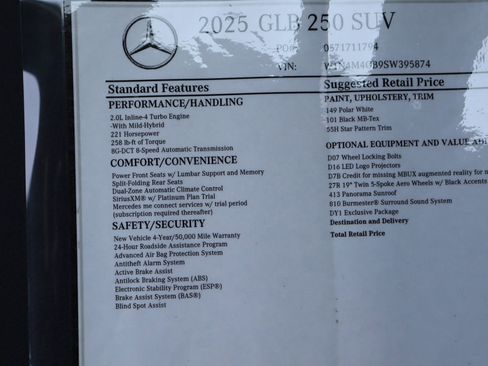 2025 GLB 250 SUV
PO#: 0571711794
VIN: W1N4M4GB9SW395874
Standard Features
Suggested Retail Price
PERFORMANCE/HANDLING
2.0L Inline-4 Turbo Engine
-With Mild-Hybrid
221 Horsepower
258 lb-ft of Torque
8G-DCT 8-Speed Automatic Transmission
COMFORT/CONVENIENCE
Power Front Seats w/ Lumbar Support and Memory
Split-Folding Rear Seats
Dual-Zone Automatic Climate Control
SiriusXM® w/ Platinum Plan Trial
Mercedes me connect services w/ trial period
(subscription required thereafter)
SAFETY/SECURITY
New Vehicle 4-Year/50,000 Mile Warranty
24-Hour Roadside Assistance Program
Advanced Air Bag Protection System
Antitheft Alarm System
Active Brake Assist
Antilock Braking System (ABS)
Electronic Stability Program (ESP®)
Brake Assist System (BAS®)
Blind Spot Assist
PAINT, UPHOLSTERY, TRIM
149 Polar White
101 Black MB-Tex
55H Star Pattern Trim
OPTIONAL EQUIPMENT AND VALUE AD
D07 Wheel Locking Bolts
D16 LED Logo Projectors
D7B Credit for missing MBUX augmented reality for n
27R 19" Twin 5-Spoke Aero Wheels w/ Black Accents
413 Panorama Sunroof
810 Burmester® Surround Sound System
DY1 Exclusive Package
Destination and Delivery
Total Retail Price